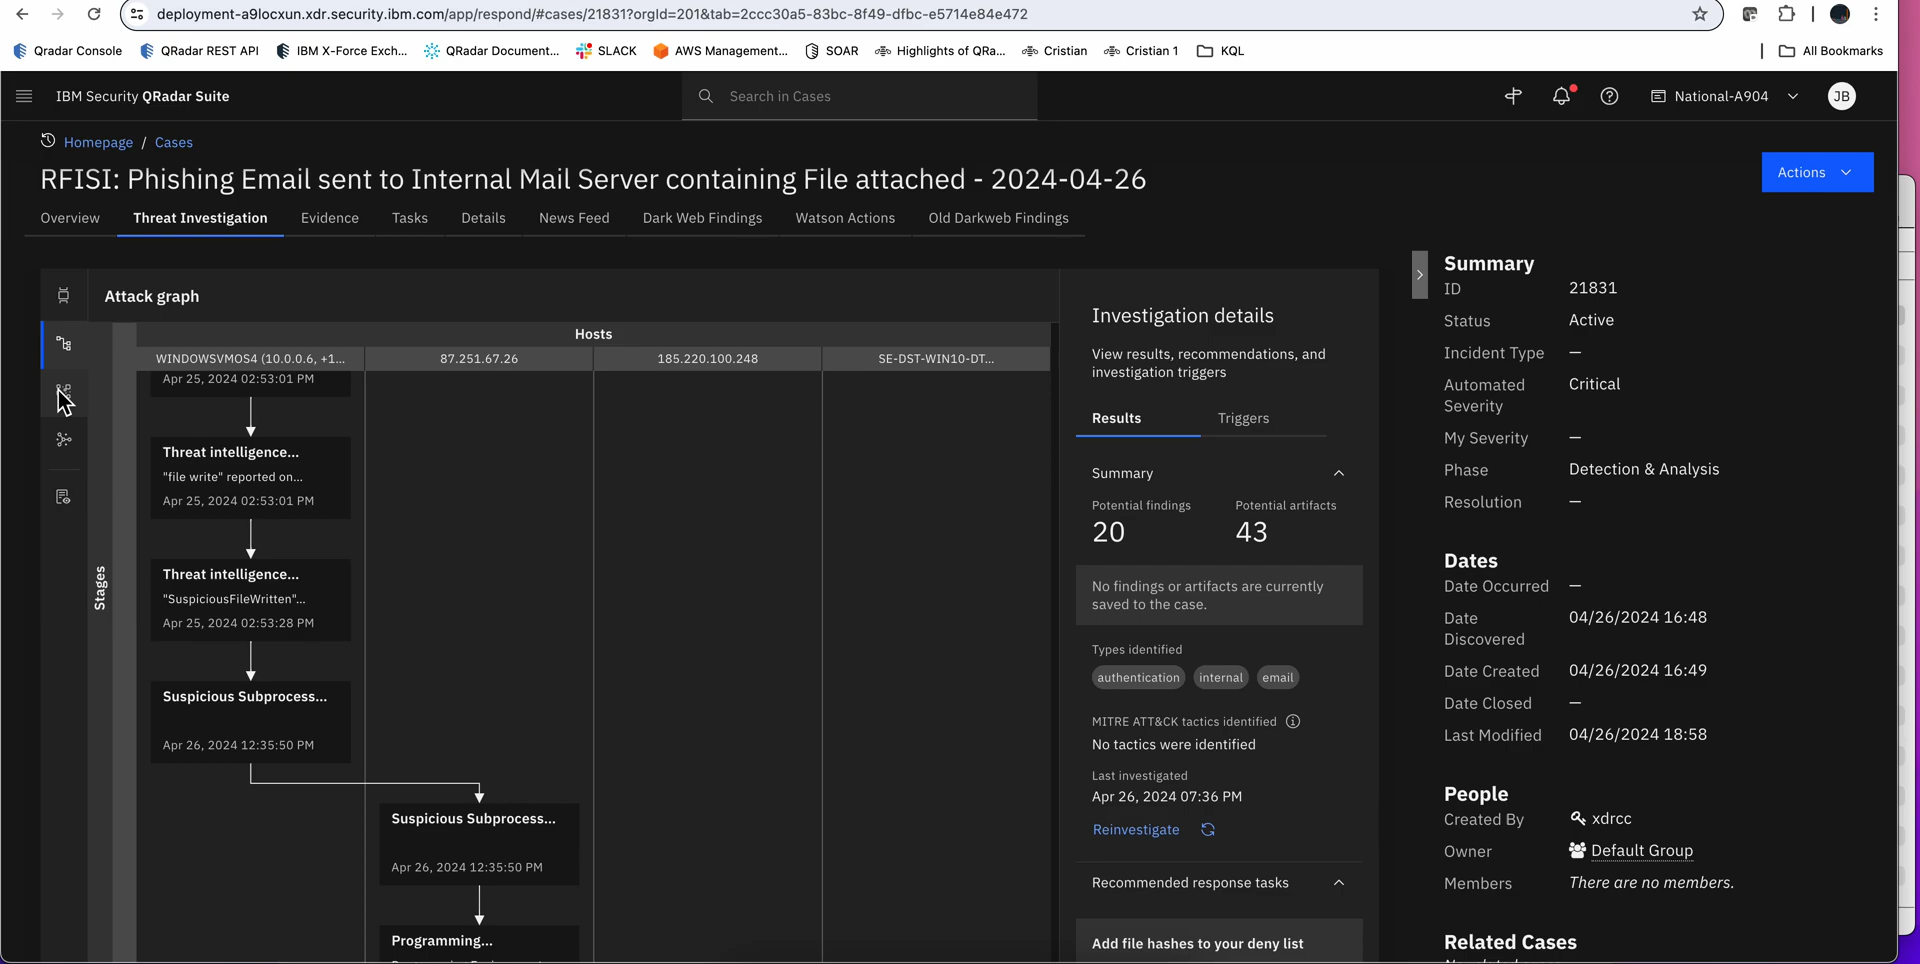 deployment-a9locxun.xdr.security.ibm.com/app/respond/#cases/21831?orgId=201&tab=2ccc30a5-83bc-8f49-dfbc-e5714e84e472
Qradar Console QRadar REST API IBM X-Force Exch... QRadar Document... SLACK AWS Management... SOAR Highlights of QRa... Cristian Cristian 1 KQL All Bookmarks
IBM Security QRadar Suite
Search in Cases
National-A904
JB
Homepage / Cases
RFISI: Phishing Email sent to Internal Mail Server containing File attached - 2024-04-26
Actions
Overview Threat Investigation Evidence Tasks Details News Feed Dark Web Findings Watson Actions Old Darkweb Findings
Attack graph
Hosts
WINDOWSVMOS4 (10.0.0.6, +1... 87.251.67.26 185.220.100.248 SE-DST-WIN10-DT...
Stages
Apr 25, 2024 02:53:01 PM
Threat intelligence...
"file write" reported on...
Apr 25, 2024 02:53:01 PM
Threat intelligence...
"SuspiciousFileWritten"...
Apr 25, 2024 02:53:28 PM
Suspicious Subprocess...
Apr 26, 2024 12:35:50 PM
Suspicious Subprocess...
Apr 26, 2024 12:35:50 PM
Programming...
Investigation details
View results, recommendations, and
investigation triggers
Results Triggers
Summary
Potential findings Potential artifacts
20 43
No findings or artifacts are currently
saved to the case.
Types identified
authentication internal email
MITRE ATT&CK tactics identified
No tactics were identified
Last investigated
Apr 26, 2024 07:36 PM
Reinvestigate
Recommended response tasks
Add file hashes to your deny list
Summary
ID 21831
Status Active
Incident Type —
Automated Severity Critical
My Severity —
Phase Detection & Analysis
Resolution —
Dates
Date Occurred —
Date Discovered 04/26/2024 16:48
Date Created 04/26/2024 16:49
Date Closed —
Last Modified 04/26/2024 18:58
People
Created By xdrcc
Owner Default Group
Members There are no members.
Related Cases